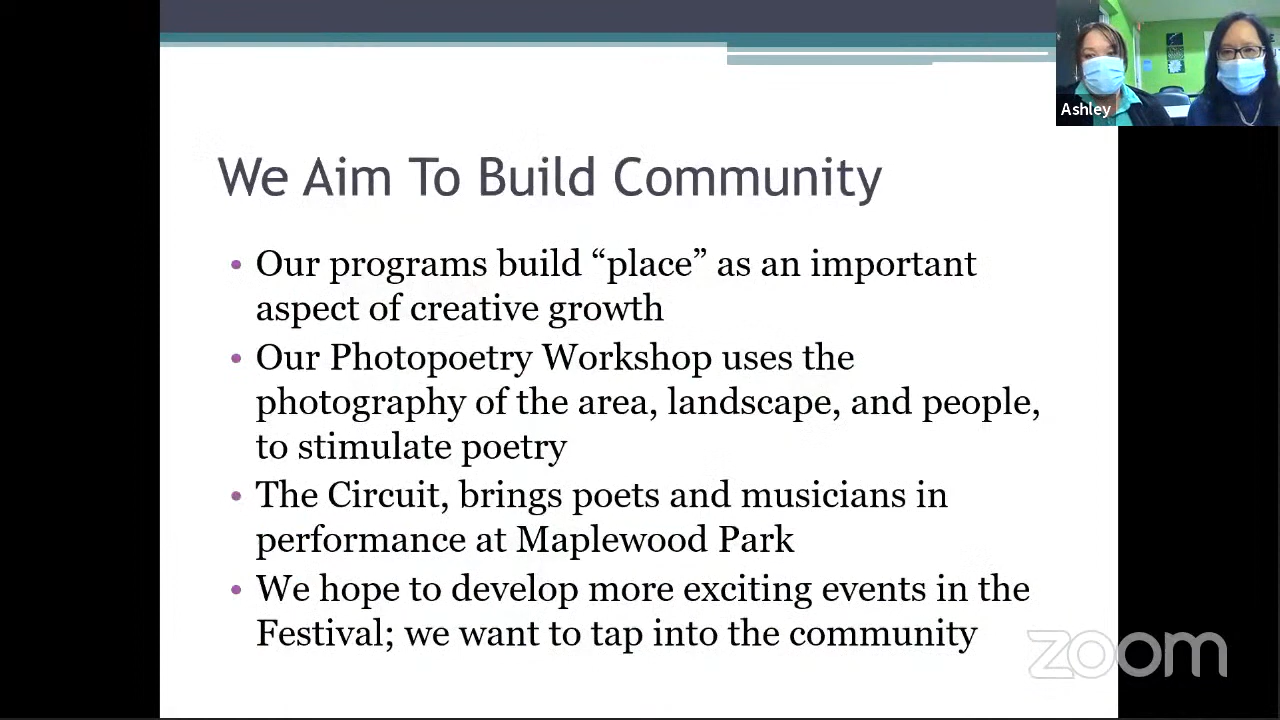 Ashley
We Aim To Build Community
• Our programs build “place” as an important
aspect of creative growth
• Our Photopoetry Workshop uses the
photography of the area, landscape, and people,
to stimulate poetry
• The Circuit, brings poets and musicians in
performance at Maplewood Park
• We hope to develop more exciting events in the
Festival; we want to tap into the community
zoom